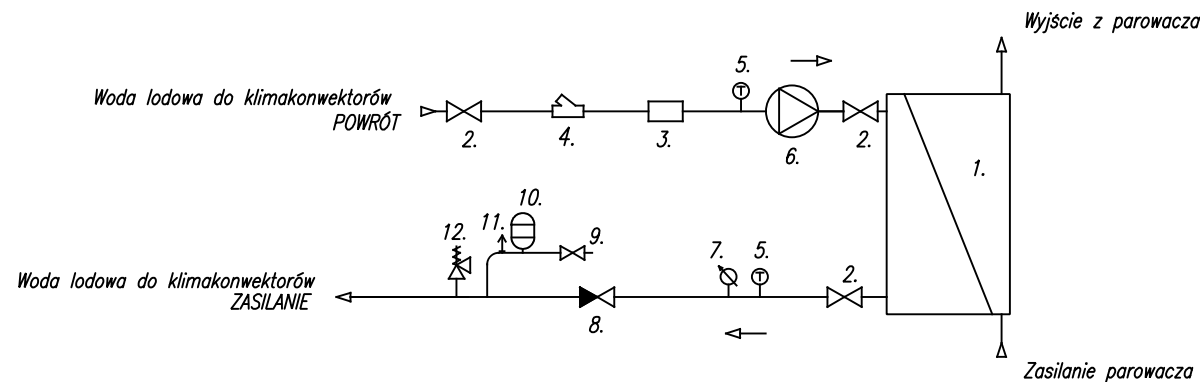 Wyjście z parowacza
5.
Woda lodowa do klimakonwektorów
POWRÓT
2.
4.
3.
6.
2.
1.
10.
11.
12.
9.
7.
5.
2.
Woda lodowa do klimakonwektorów
ZASILANIE
8.
Zasilanie parowacza
T
T